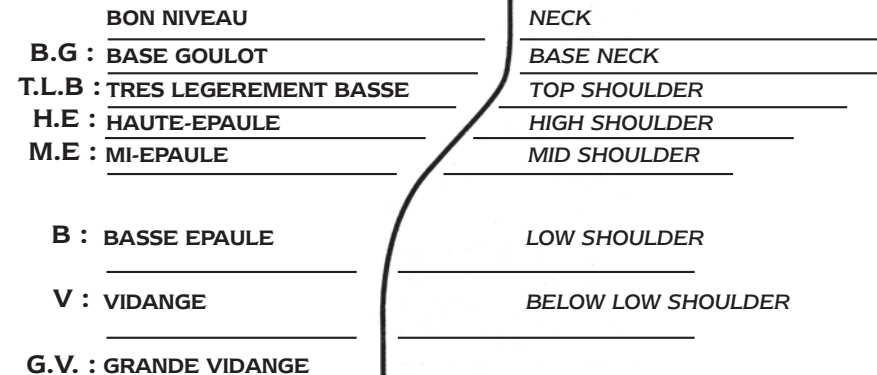 BON NIVEAU NECK
B.G : BASE GOULOT BASE NECK
T.L.B : TRES LEGEREMENT BASSE TOP SHOULDER
H.E : HAUTE-EPAULE HIGH SHOULDER
M.E : MI-EPAULE MID SHOULDER
B : BASSE EPAULE LOW SHOULDER
V : VIDANGE BELOW LOW SHOULDER
G.V. : GRANDE VIDANGE